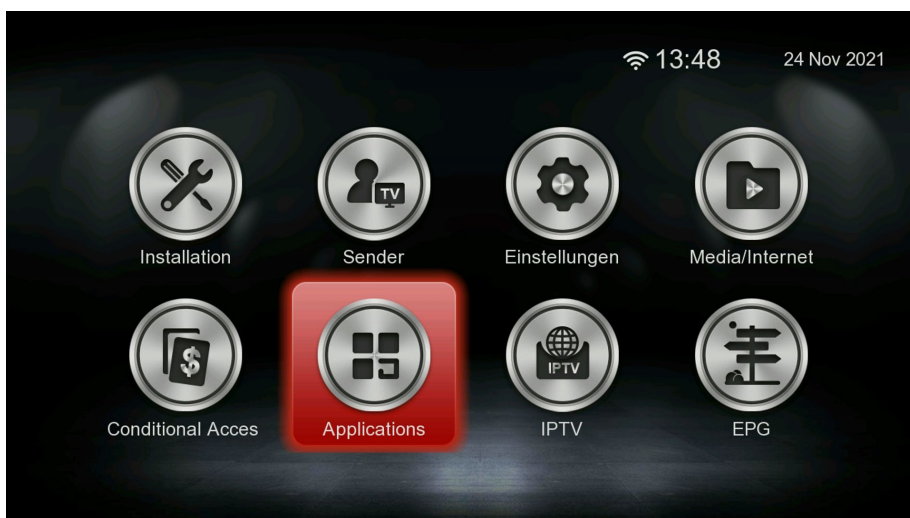 13:48 24 Nov 2021
TV
Installation Sender Einstellungen Media/Internet
$ IPTV
Conditional Acces Applications IPTV EPG